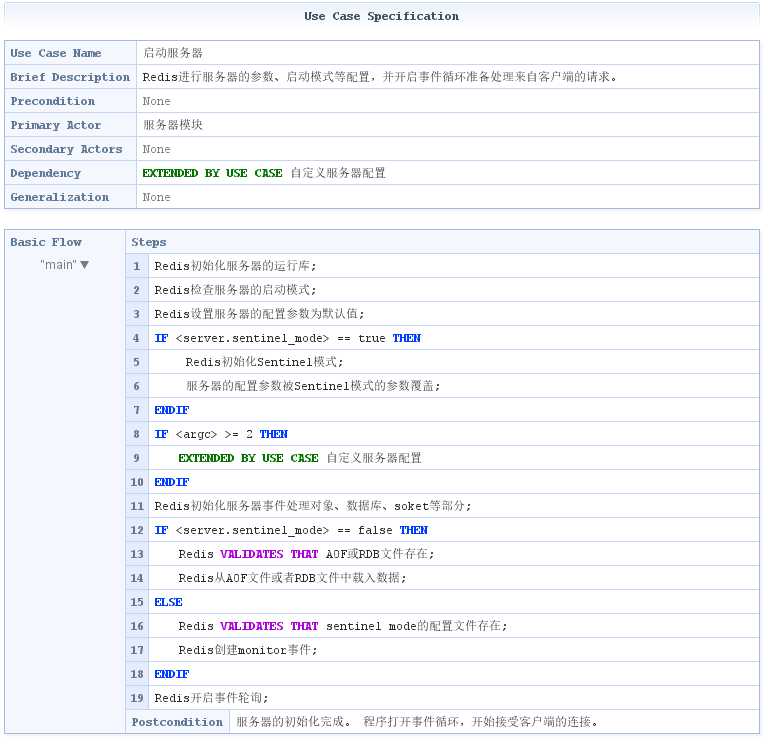 Use Case Specification
Use Case Name 启动服务器
Brief Description Redis进行服务器的参数、启动模式等配置，并开启事件循环准备处理来自客户端的请求。
Precondition None
Primary Actor 服务器模块
Secondary Actors None
Dependency EXTENDED BY USE CASE 自定义服务器配置
Generalization None
Basic Flow Steps
"main" ▼
1 Redis初始化服务器的运行库;
2 Redis检查服务器的启动模式;
3 Redis设置服务器的配置参数为默认值;
4 IF <server.sentinel_mode> == true THEN
5 Redis初始化Sentinel模式;
6 服务器的配置参数被Sentinel模式的参数覆盖;
7 ENDIF
8 IF <argc> >= 2 THEN
9 EXTENDED BY USE CASE 自定义服务器配置
10 ENDIF
11 Redis初始化服务器事件处理对象、数据库、soket等部分;
12 IF <server.sentinel_mode> == false THEN
13 Redis VALIDATES THAT AOF或RDB文件存在;
14 Redis从AOF文件或者RDB文件中载入数据;
15 ELSE
16 Redis VALIDATES THAT sentinel mode的配置文件存在;
17 Redis创建monitor事件;
18 ENDIF
19 Redis开启事件轮询;
Postcondition 服务器的初始化完成。 程序打开事件循环，开始接受客户端的连接。